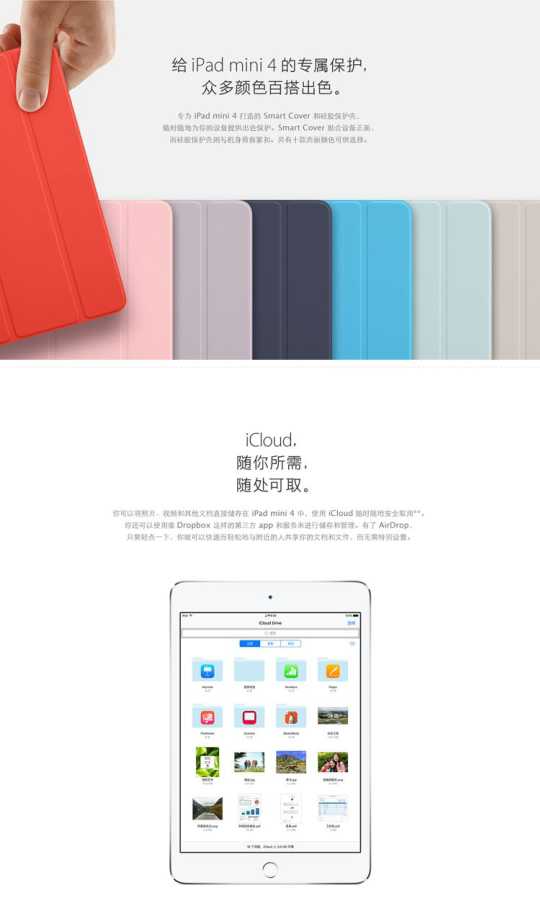 给 iPad mini 4 的专属保护，
众多颜色百搭出色。
专为 iPad mini 4 打造的 Smart Cover 和硅胶保护壳，
随时随地为你的设备提供出色保护。Smart Cover 贴合设备正面，
而硅胶保护壳则与机身背面紧扣。共有十款亮丽颜色可供选择。
iCloud，
随你所需，
随处可取。
你可以将照片、视频和其他文档直接储存在 iPad mini 4 中，使用 iCloud 随时随地安全取用**。
你还可以使用像 Dropbox 这样的第三方 app 和服务来进行储存和管理。有了 AirDrop，
只需轻点一下，你就可以快速而轻松地与附近的人共享你的文档和文件，而无需特别设置。
iCloud Drive
Keynote
Numbers
Pages